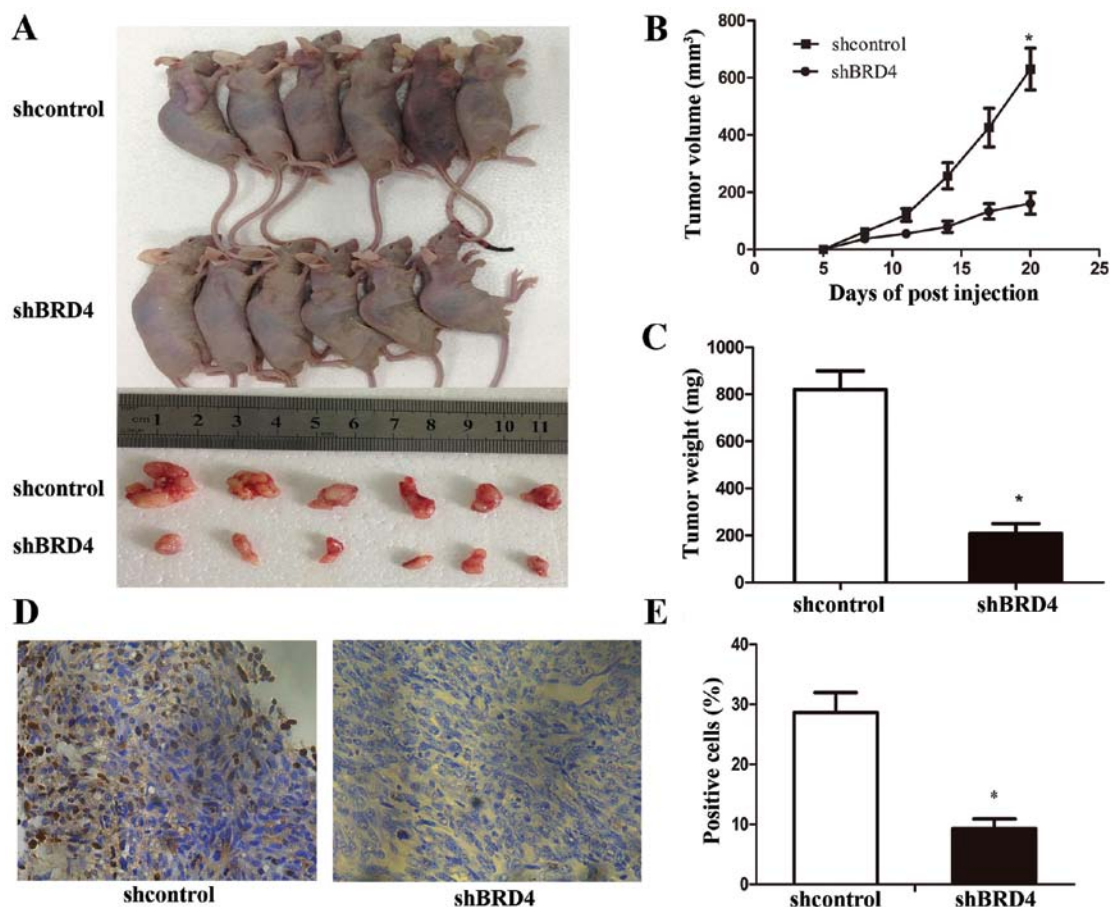 A
shcontrol
shBRD4
cm 1 2 3 4 5 6 7 8 9 10 11
shcontrol
shBRD4
B
shcontrol
shBRD4
*
Tumor volume (mm³)
800
600
400
200
0
0 5 10 15 20 25
Days of post injection
C
Tumor weight (mg)
1000
800
600
400
200
0
*
shcontrol shBRD4
D
shcontrol shBRD4
E
Positive cells (%)
40
30
20
10
0
*
shcontrol shBRD4